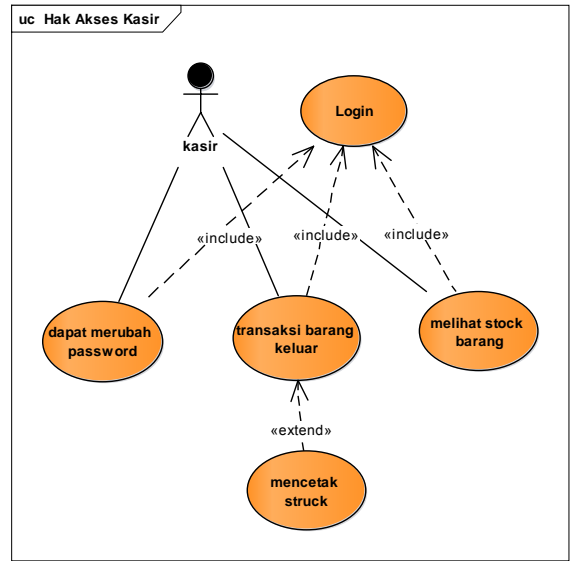 uc Hak Akses Kasir
Login
kasir
«include»
«include»
«include»
dapat merubah
password
transaksi barang
keluar
melihat stock
barang
«extend»
mencetak
struck